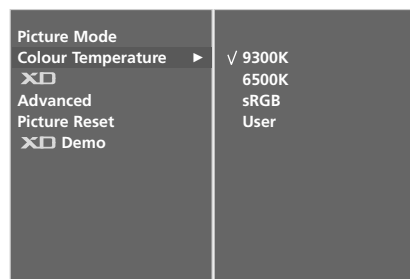 Picture Mode
Colour Temperature ►
XD
Advanced
Picture Reset
XD Demo
√ 9300K
6500K
sRGB
User